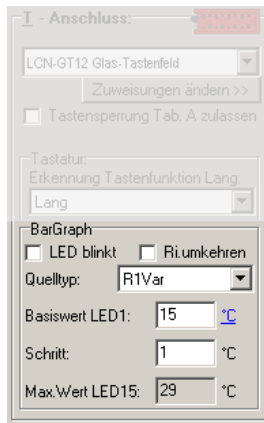 T - Anschluss:
LCN-GT12 Glas-Tastenfeld
Zuweisungen ändern >>
Tastensperrung Tab. A zulassen
Tastatur:
Erkennung Tastenfunktion Lang:
Lang
BarGraph
LED blinkt Ri.umkehren
Quelltyp: R1Var
Basiswert LED1: 15 °C
Schritt: 1 °C
Max.Wert LED15: 29 °C